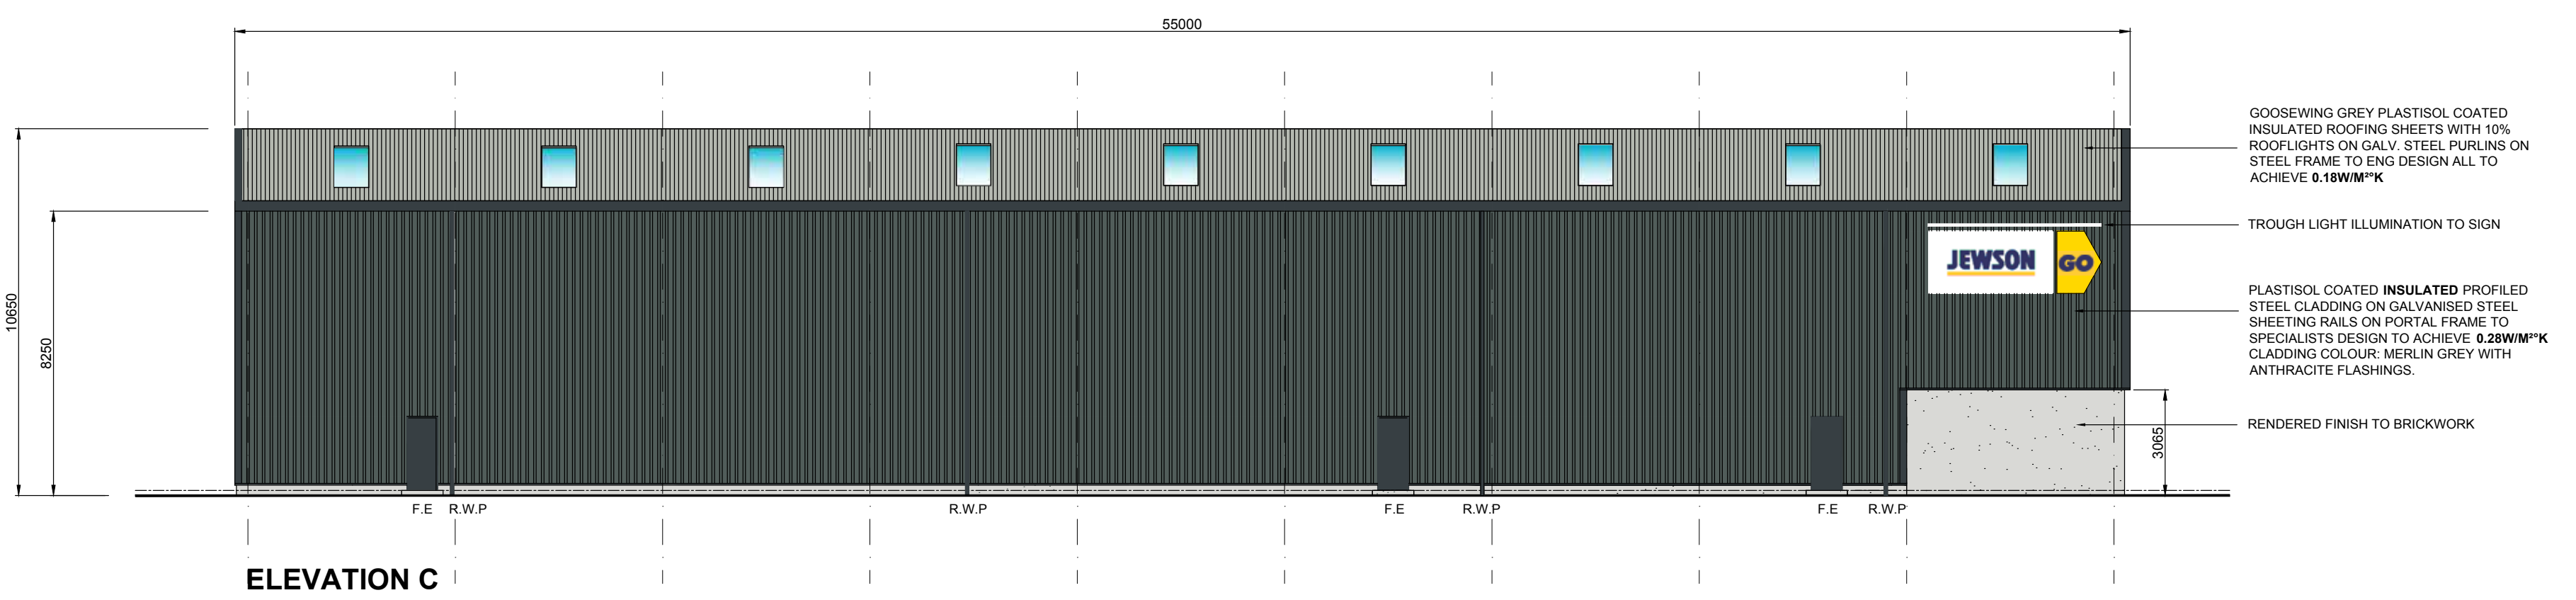 55000
GOOSEWING GREY PLASTISOL COATED
INSULATED ROOFING SHEETS WITH 10%
ROOFLIGHTS ON GALV. STEEL PURLINS ON
STEEL FRAME TO ENG DESIGN ALL TO
ACHIEVE 0.18W/M²°K
TROUGH LIGHT ILLUMINATION TO SIGN
JEWSON GO
10650
8250
PLASTISOL COATED INSULATED PROFILED
STEEL CLADDING ON GALVANISED STEEL
SHEETING RAILS ON PORTAL FRAME TO
SPECIALISTS DESIGN TO ACHIEVE 0.28W/M²°K
CLADDING COLOUR: MERLIN GREY WITH
ANTHRACITE FLASHINGS.
RENDERED FINISH TO BRICKWORK
3065
F.E R.W.P R.W.P F.E R.W.P F.E R.W.P
ELEVATION C